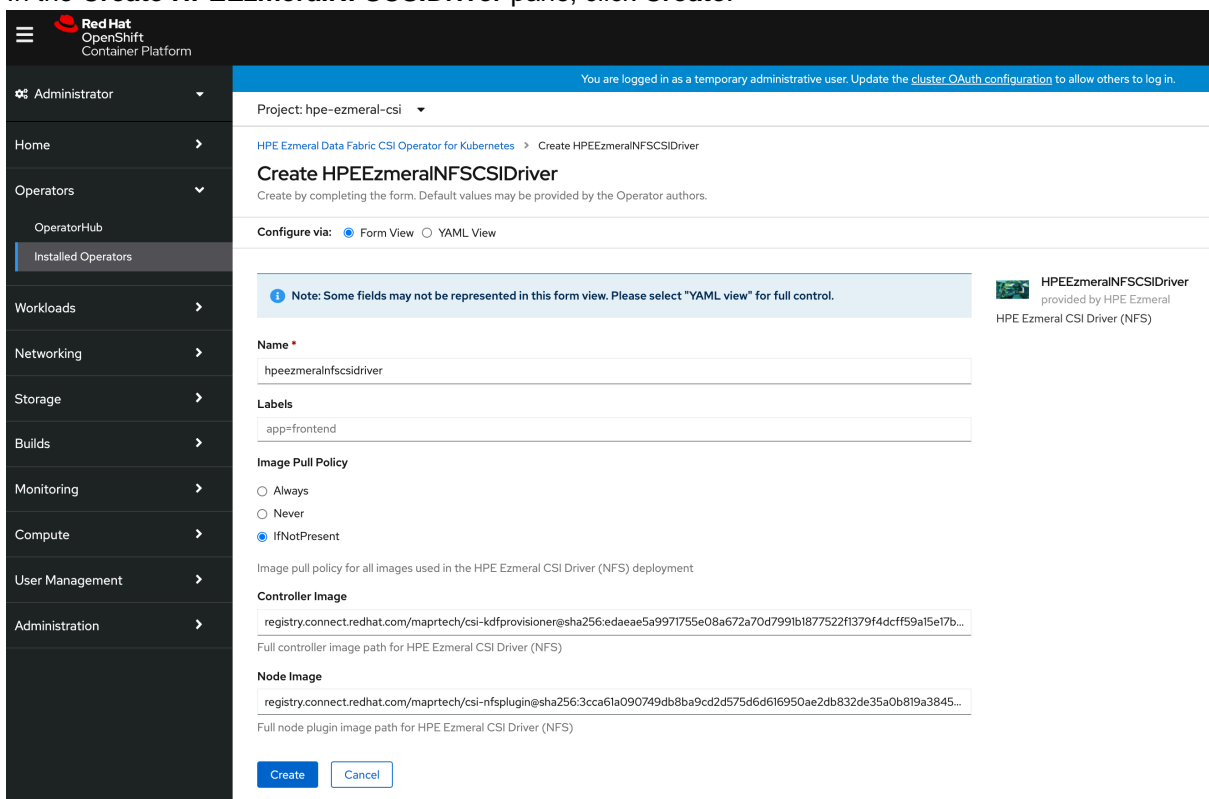 In the Create HPEEzmeralNFSCSIDriver pane, click Create.
Red Hat
OpenShift
Container Platform
You are logged in as a temporary administrative user. Update the cluster OAuth configuration to allow others to log in.
Administrator
Project: hpe-ezmeral-csi
Home
HPE Ezmeral Data Fabric CSI Operator for Kubernetes > Create HPEEzmeralNFSCSIDriver
Create HPEEzmeralNFSCSIDriver
Operators
Create by completing the form. Default values may be provided by the Operator authors.
OperatorHub
Configure via: Form View YAML View
Installed Operators
Note: Some fields may not be represented in this form view. Please select "YAML view" for full control.
HPEEzmeralNFSCSIDriver
provided by HPE Ezmeral
HPE Ezmeral CSI Driver (NFS)
Workloads
Networking
Storage
Builds
Monitoring
Compute
User Management
Administration
Name *
hpeezmeralnfscsidriver
Labels
app=frontend
Image Pull Policy
Always
Never
IfNotPresent
Image pull policy for all images used in the HPE Ezmeral CSI Driver (NFS) deployment
Controller Image
registry.connect.redhat.com/maprtech/csi-kdfprovisioner@sha256:edaeae5a9971755e08a672a70d7991b1877522f1379f4dcff59a15e17b...
Full controller image path for HPE Ezmeral CSI Driver (NFS)
Node Image
registry.connect.redhat.com/maprtech/csi-nfsplugin@sha256:3cca61a090749db8ba9cd2d575d6d616950ae2db832de35a0b819a3845...
Full node plugin image path for HPE Ezmeral CSI Driver (NFS)
Create Cancel